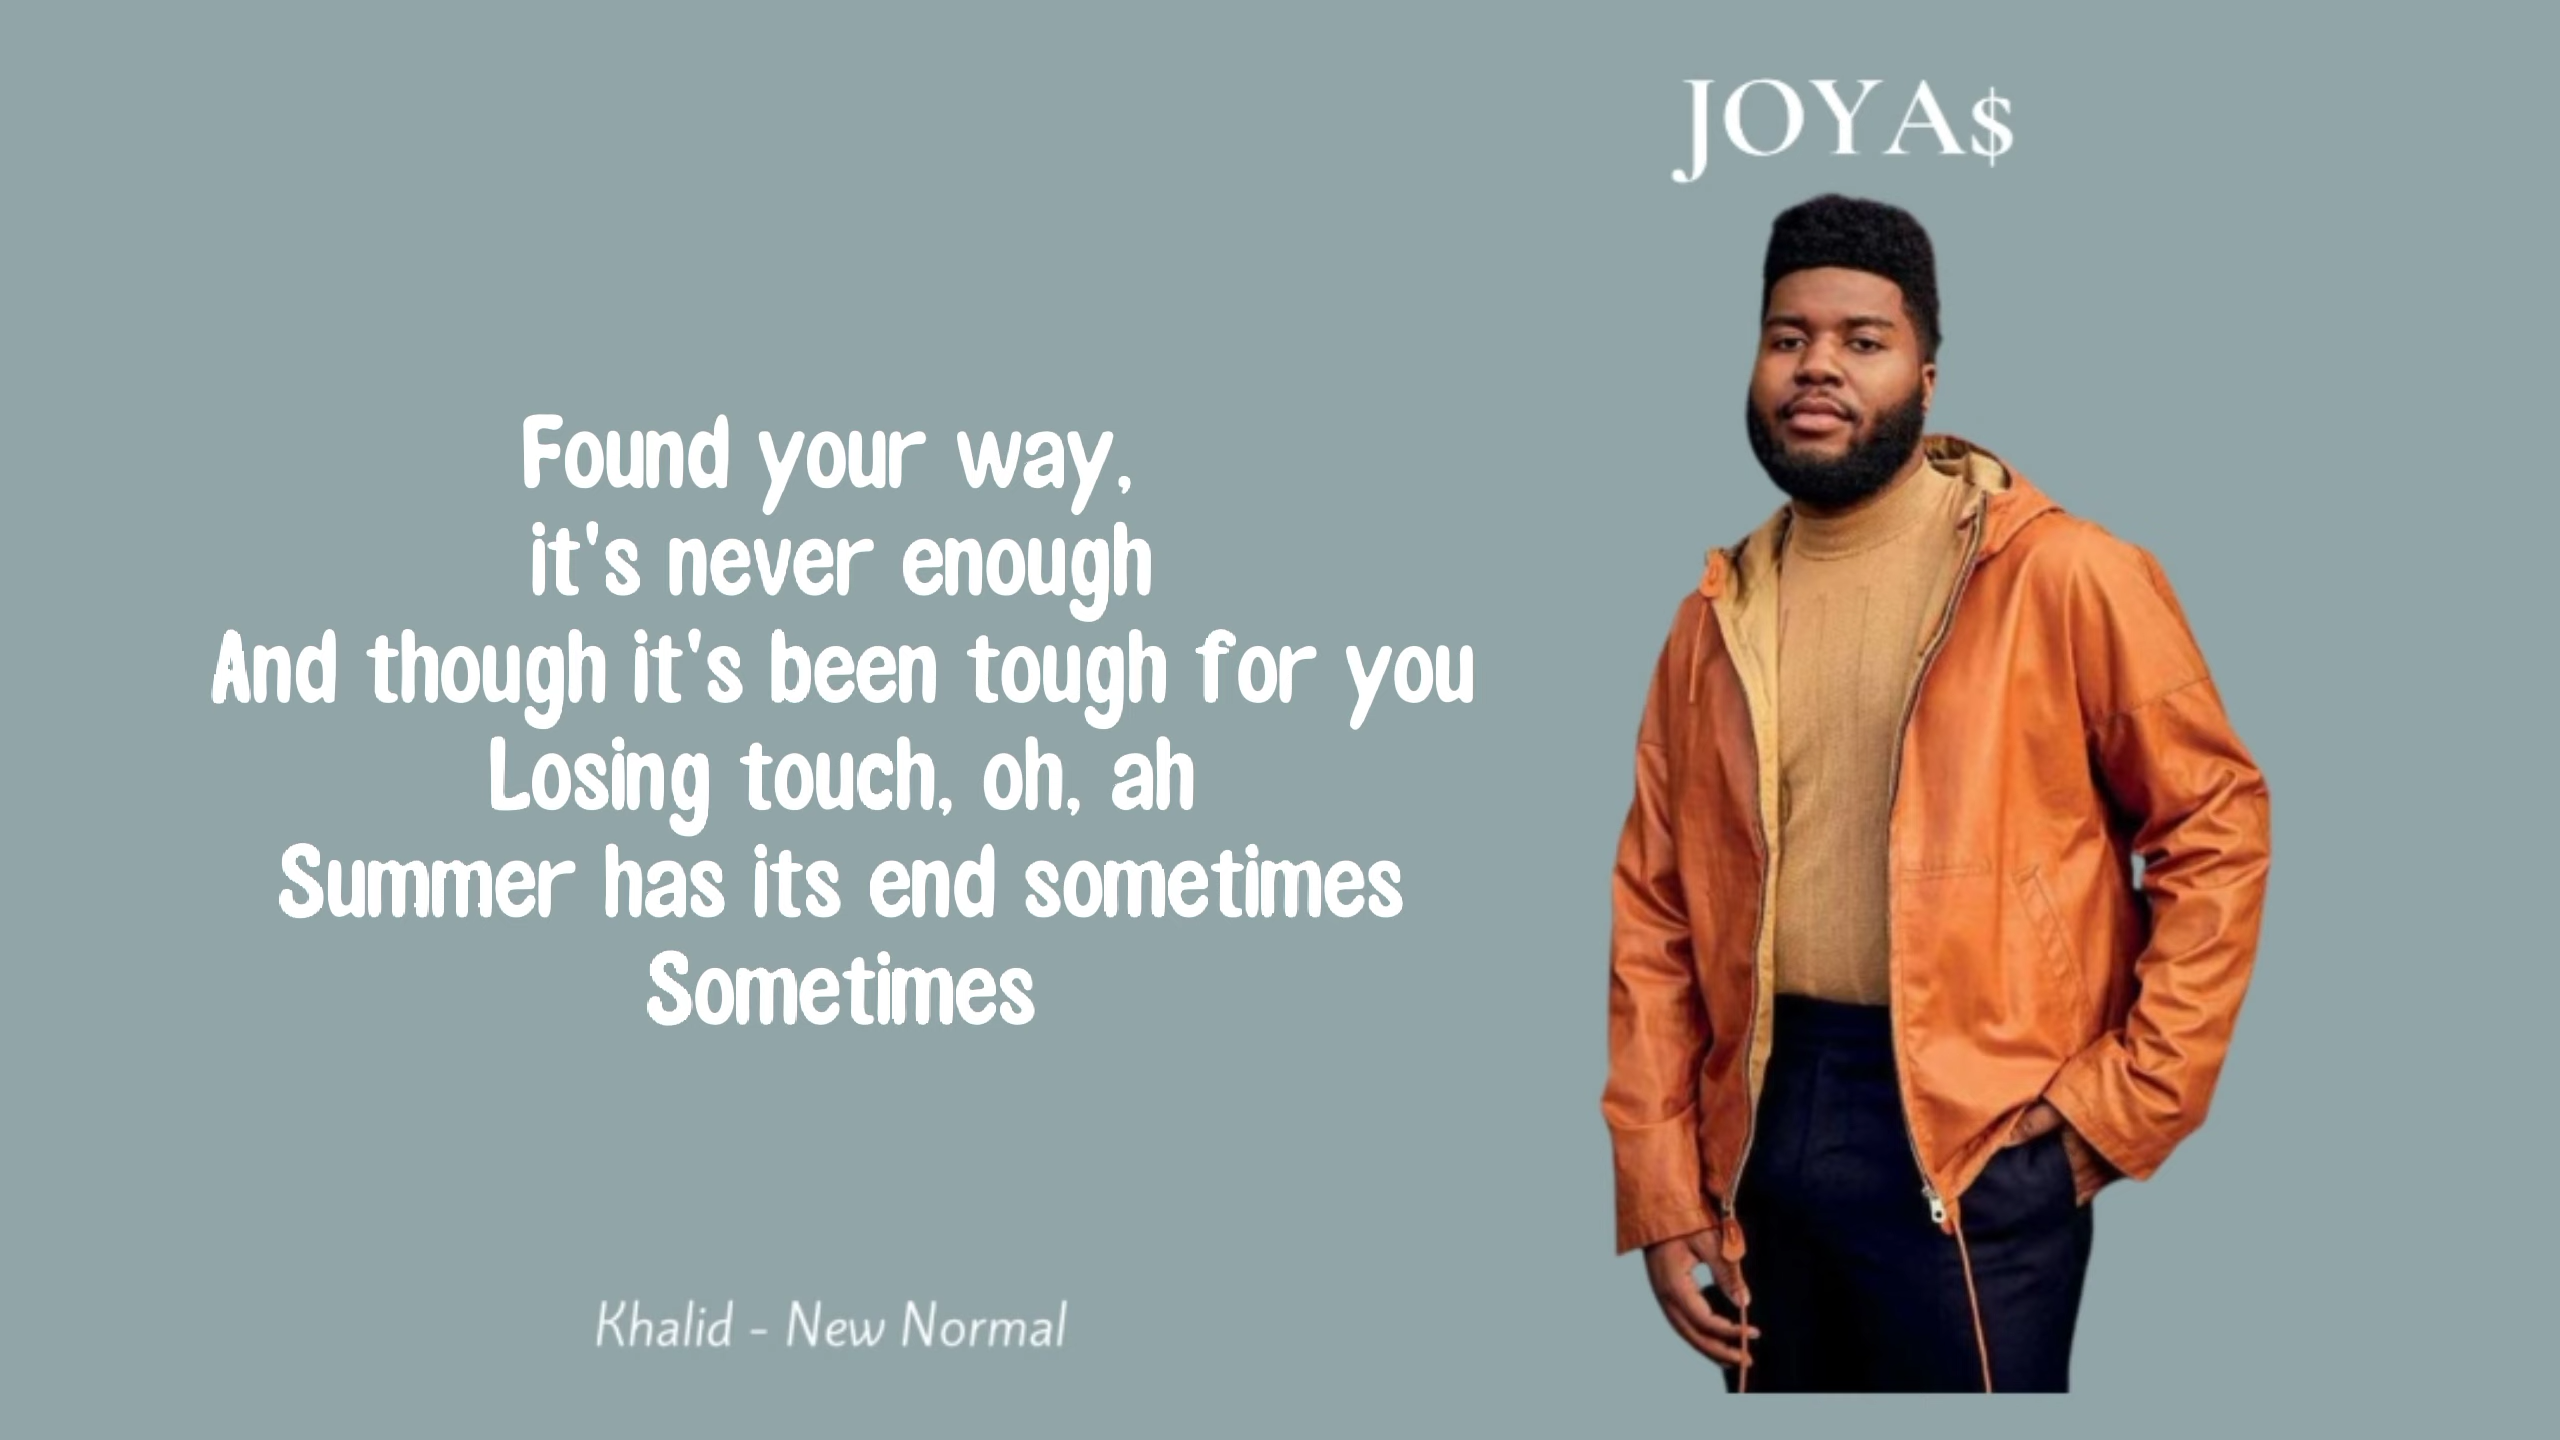 JOYA$
Found your way,
it's never enough
And though it's been tough for you
Losing touch, oh, ah
Summer has its end sometimes
Sometimes
Khalid - New Normal